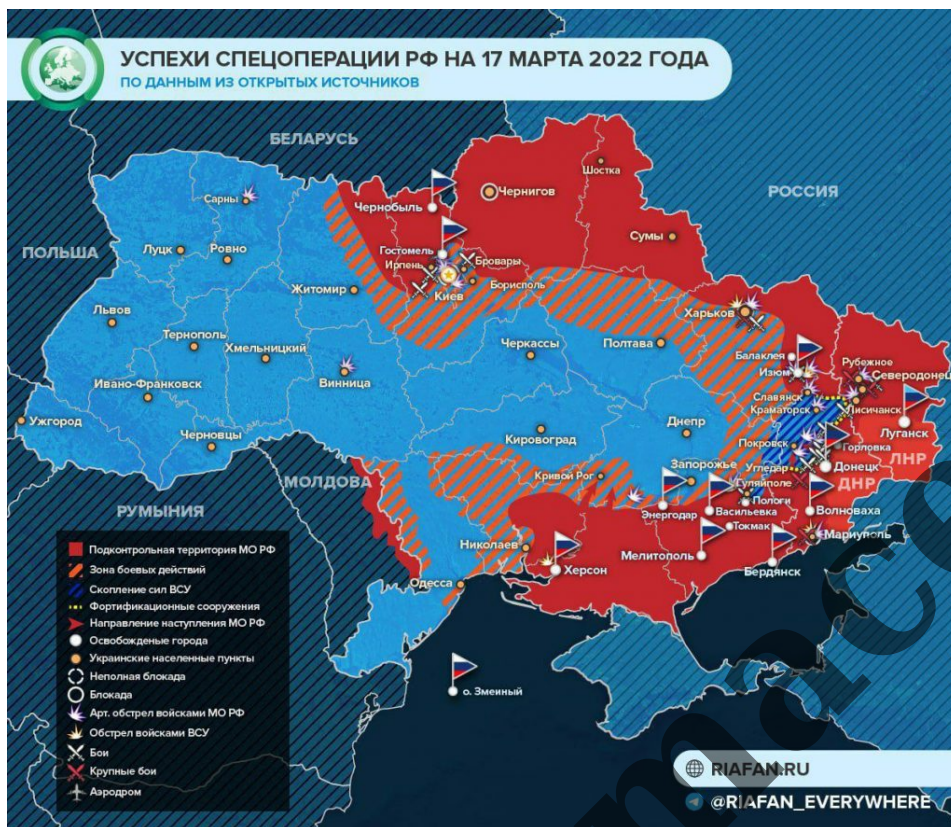 УСПЕХИ СПЕЦОПЕРАЦИИ РФ НА 17 МАРТА 2022 ГОДА
ПО ДАННЫМ ИЗ ОТКРЫТЫХ ИСТОЧНИКОВ
БЕЛАРУСЬ
РОССИЯ
ПОЛЬША
Шостка
Чернигов
Чернобыль
Сарны
Сумы
Луцк
Ровно
Гостомель
Ирпень
Бровары
Киев
Борисполь
Житомир
Львов
Харьков
Тернополь
Хмельницкий
Черкассы
Полтава
Балаклея
Изюм
Рубежное
Северодонец
Винница
Ивано-Франковск
Славянск
Краматорск
Лисичанск
Ужгород
Черновцы
Кировоград
Днепр
Покровск
Горловка
Луганск
ЛНР
Угледар
Донецк
ДНР
МОЛДОВА
Кривой Рог
Запорожье
Гуляйполе
Пологи
РУМЫНИЯ
Энергодар
Васильевка
Волноваха
Токмак
Николаев
Мариуполь
Мелитополь
Херсон
Бердянск
Одесса
о. Змеиный
Подконтрольная территория МО РФ
Зона боевых действий
Скопление сил ВСУ
Фортификационные сооружения
Направление наступления МО РФ
Освобожденые города
Украинские населенные пункты
Неполная блокада
Блокада
Арт. обстрел войсками МО РФ
Обстрел войсками ВСУ
Бои
Крупные бои
Аэродром
RIAFAN.RU
@RIAFAN_EVERYWHERE